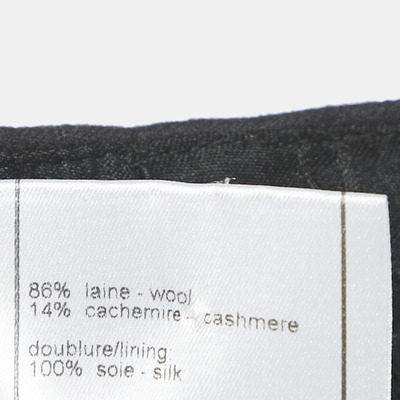 86% laine - wool
14% cachemire - cashmere
doublure/lining:
100% soie - silk